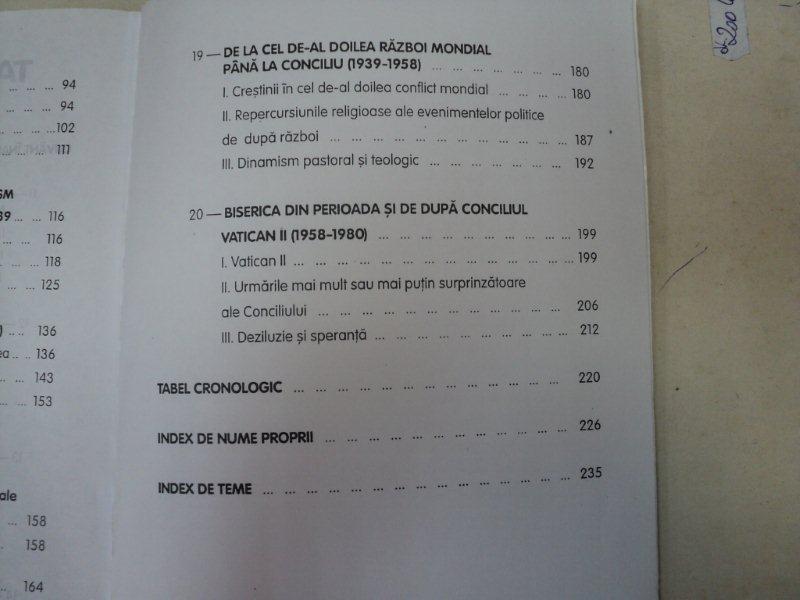 94
94
102
111
SM
39 ... ... 116
116
118
125
) ... .. 136
ea .. .. 136
143
153
ale
158
158
164
19 — DE LA CEL DE-AL DOILEA RĂZBOI MONDIAL
PÂNĂ LA CONCILIU (1939-1958) ... ... ... ... ... ... ... 180
I. Creștinii în cel de-al doilea conflict mondial ... ... ... ... ... 180
II. Repercursiunile religioase ale evenimentelor politice
de după război ... ... ... ... ... ... ... ... ... ... ... ... 187
III. Dinamism pastoral și teologic ... ... ... ... ... ... ... 192
20 — BISERICA DIN PERIOADA ȘI DE DUPĂ CONCILIUL
VATICAN II (1958-1980) ... ... ... ... ... ... ... ... ... 199
I. Vatican II ... ... ... ... ... ... ... ... ... ... ... ... ... 199
II. Urmările mai mult sau mai puțin surprinzătoare
ale Conciliului ... ... ... ... ... ... ... ... ... ... ... 206
III. Deziluzie și speranță ... ... ... ... ... ... ... ... ... 212
TABEL CRONOLOGIC ... ... ... ... ... ... ... ... ... ... ... ... 220
INDEX DE NUME PROPRII ... ... ... ... ... ... ... ... ... ... ... 226
INDEX DE TEME ... ... ... ... ... ... ... ... ... ... ... ... ... 235